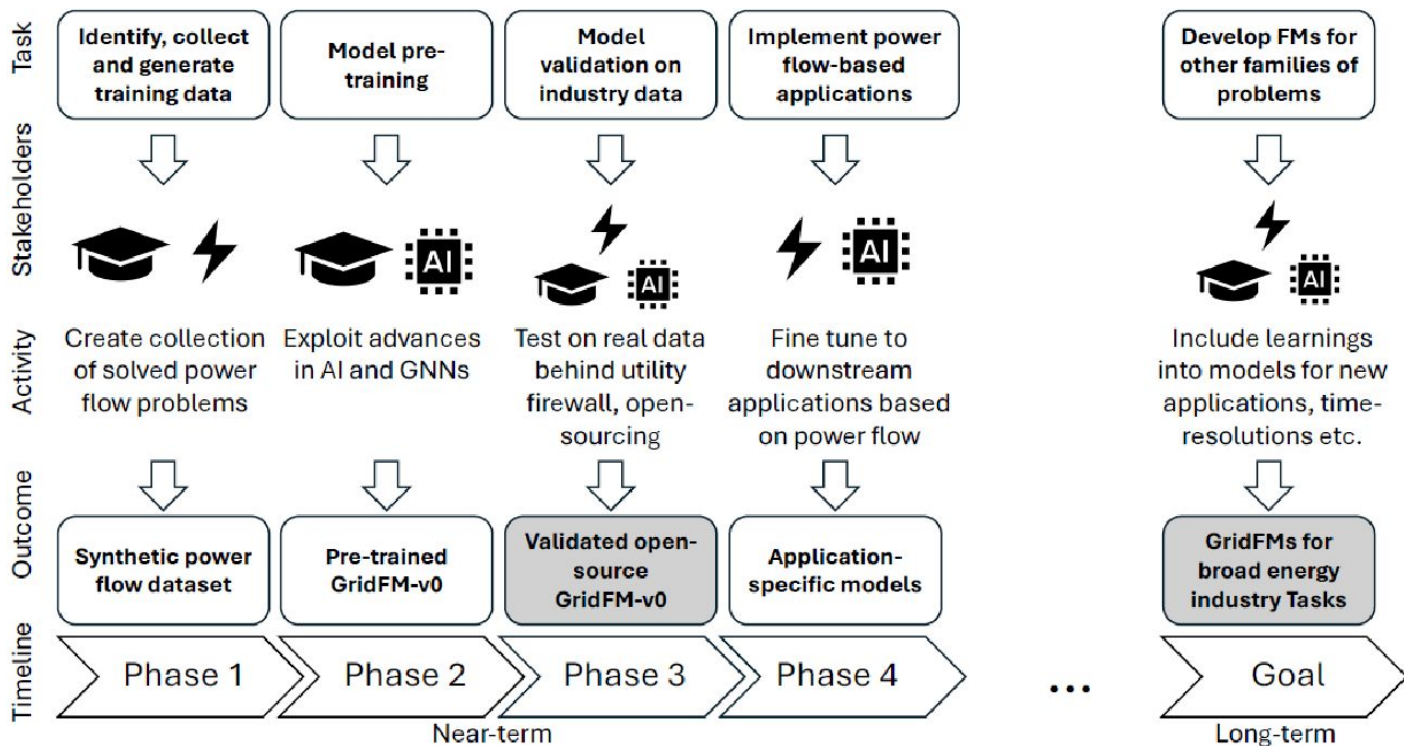 Task
Identify, collect
and generate
training data
Model pre-
training
Model
validation on
industry data
Implement power
flow-based
applications
Develop FMs for
other families of
problems
Stakeholders
AI
AI
AI
AI
Activity
Create collection
of solved power
flow problems
Exploit advances
in AI and GNNs
Test on real data
behind utility
firewall, open-
sourcing
Fine tune to
downstream
applications based
on power flow
Include learnings
into models for new
applications, time-
resolutions etc.
Outcome
Synthetic power
flow dataset
Pre-trained
GridFM-v0
Validated open-
source
GridFM-v0
Application-
specific models
GridFMs for
broad energy
industry Tasks
Timeline
Phase 1
Phase 2
Phase 3
Phase 4
...
Goal
Near-term
Long-term